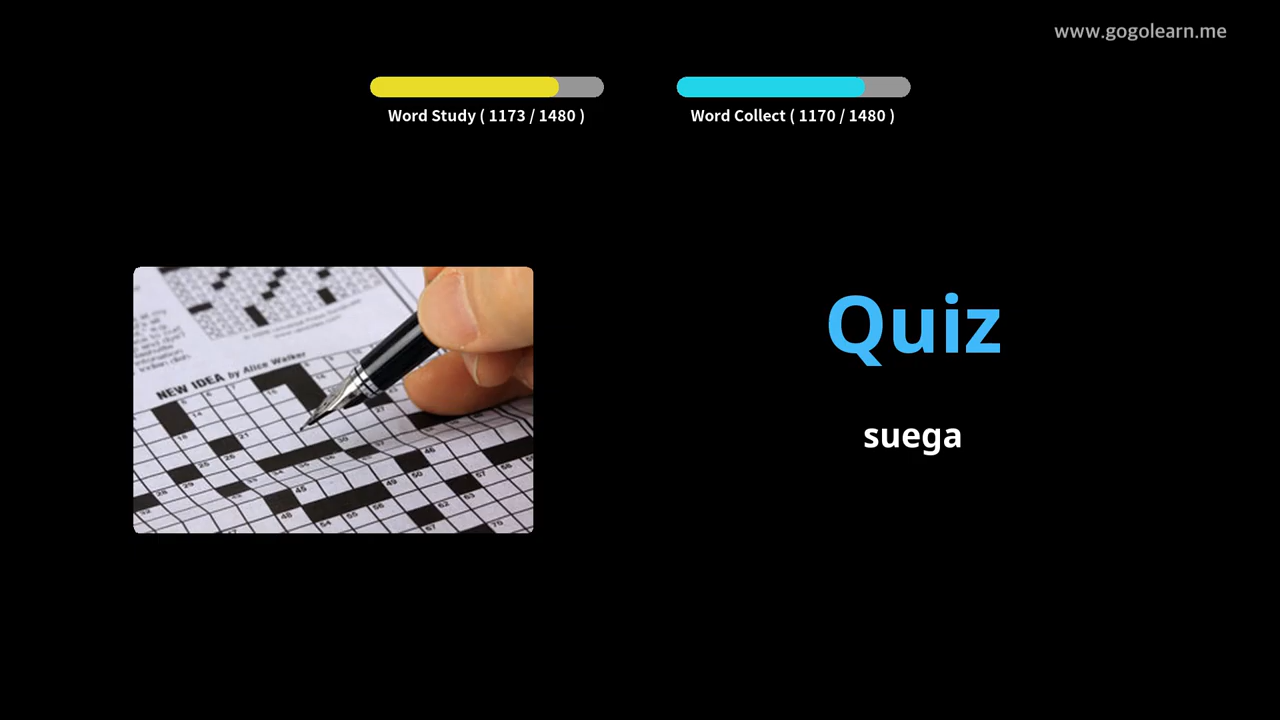 www.gogolearn.me
Word Study ( 1173 / 1480 )
Word Collect ( 1170 / 1480 )
NEW IDEA by Alice Walker
Quiz
suega